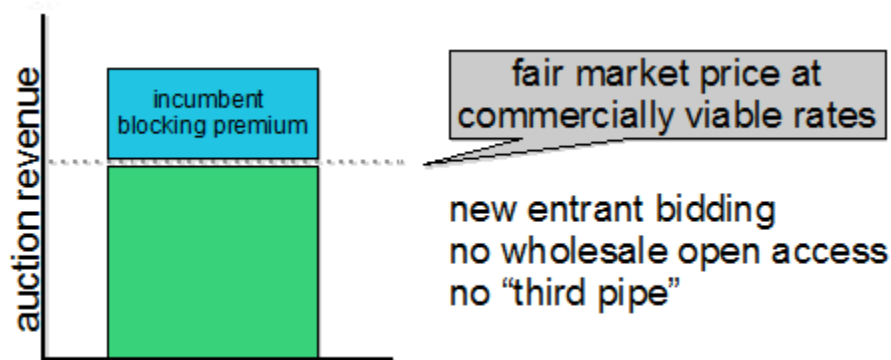 auction revenue
incumbent
blocking premium
fair market price at
commercially viable rates
new entrant bidding
no wholesale open access
no “third pipe”